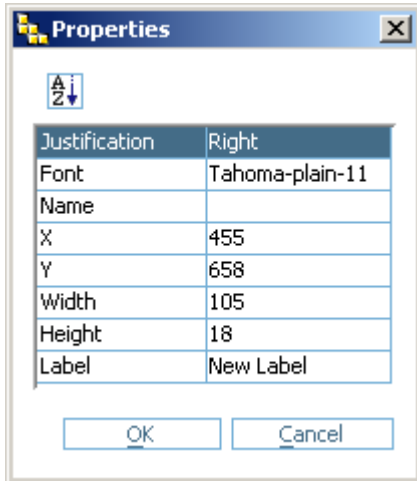 Properties
A
Z
Justification Right
Font Tahoma-plain-11
Name
X 455
Y 658
Width 105
Height 18
Label New Label
OK Cancel